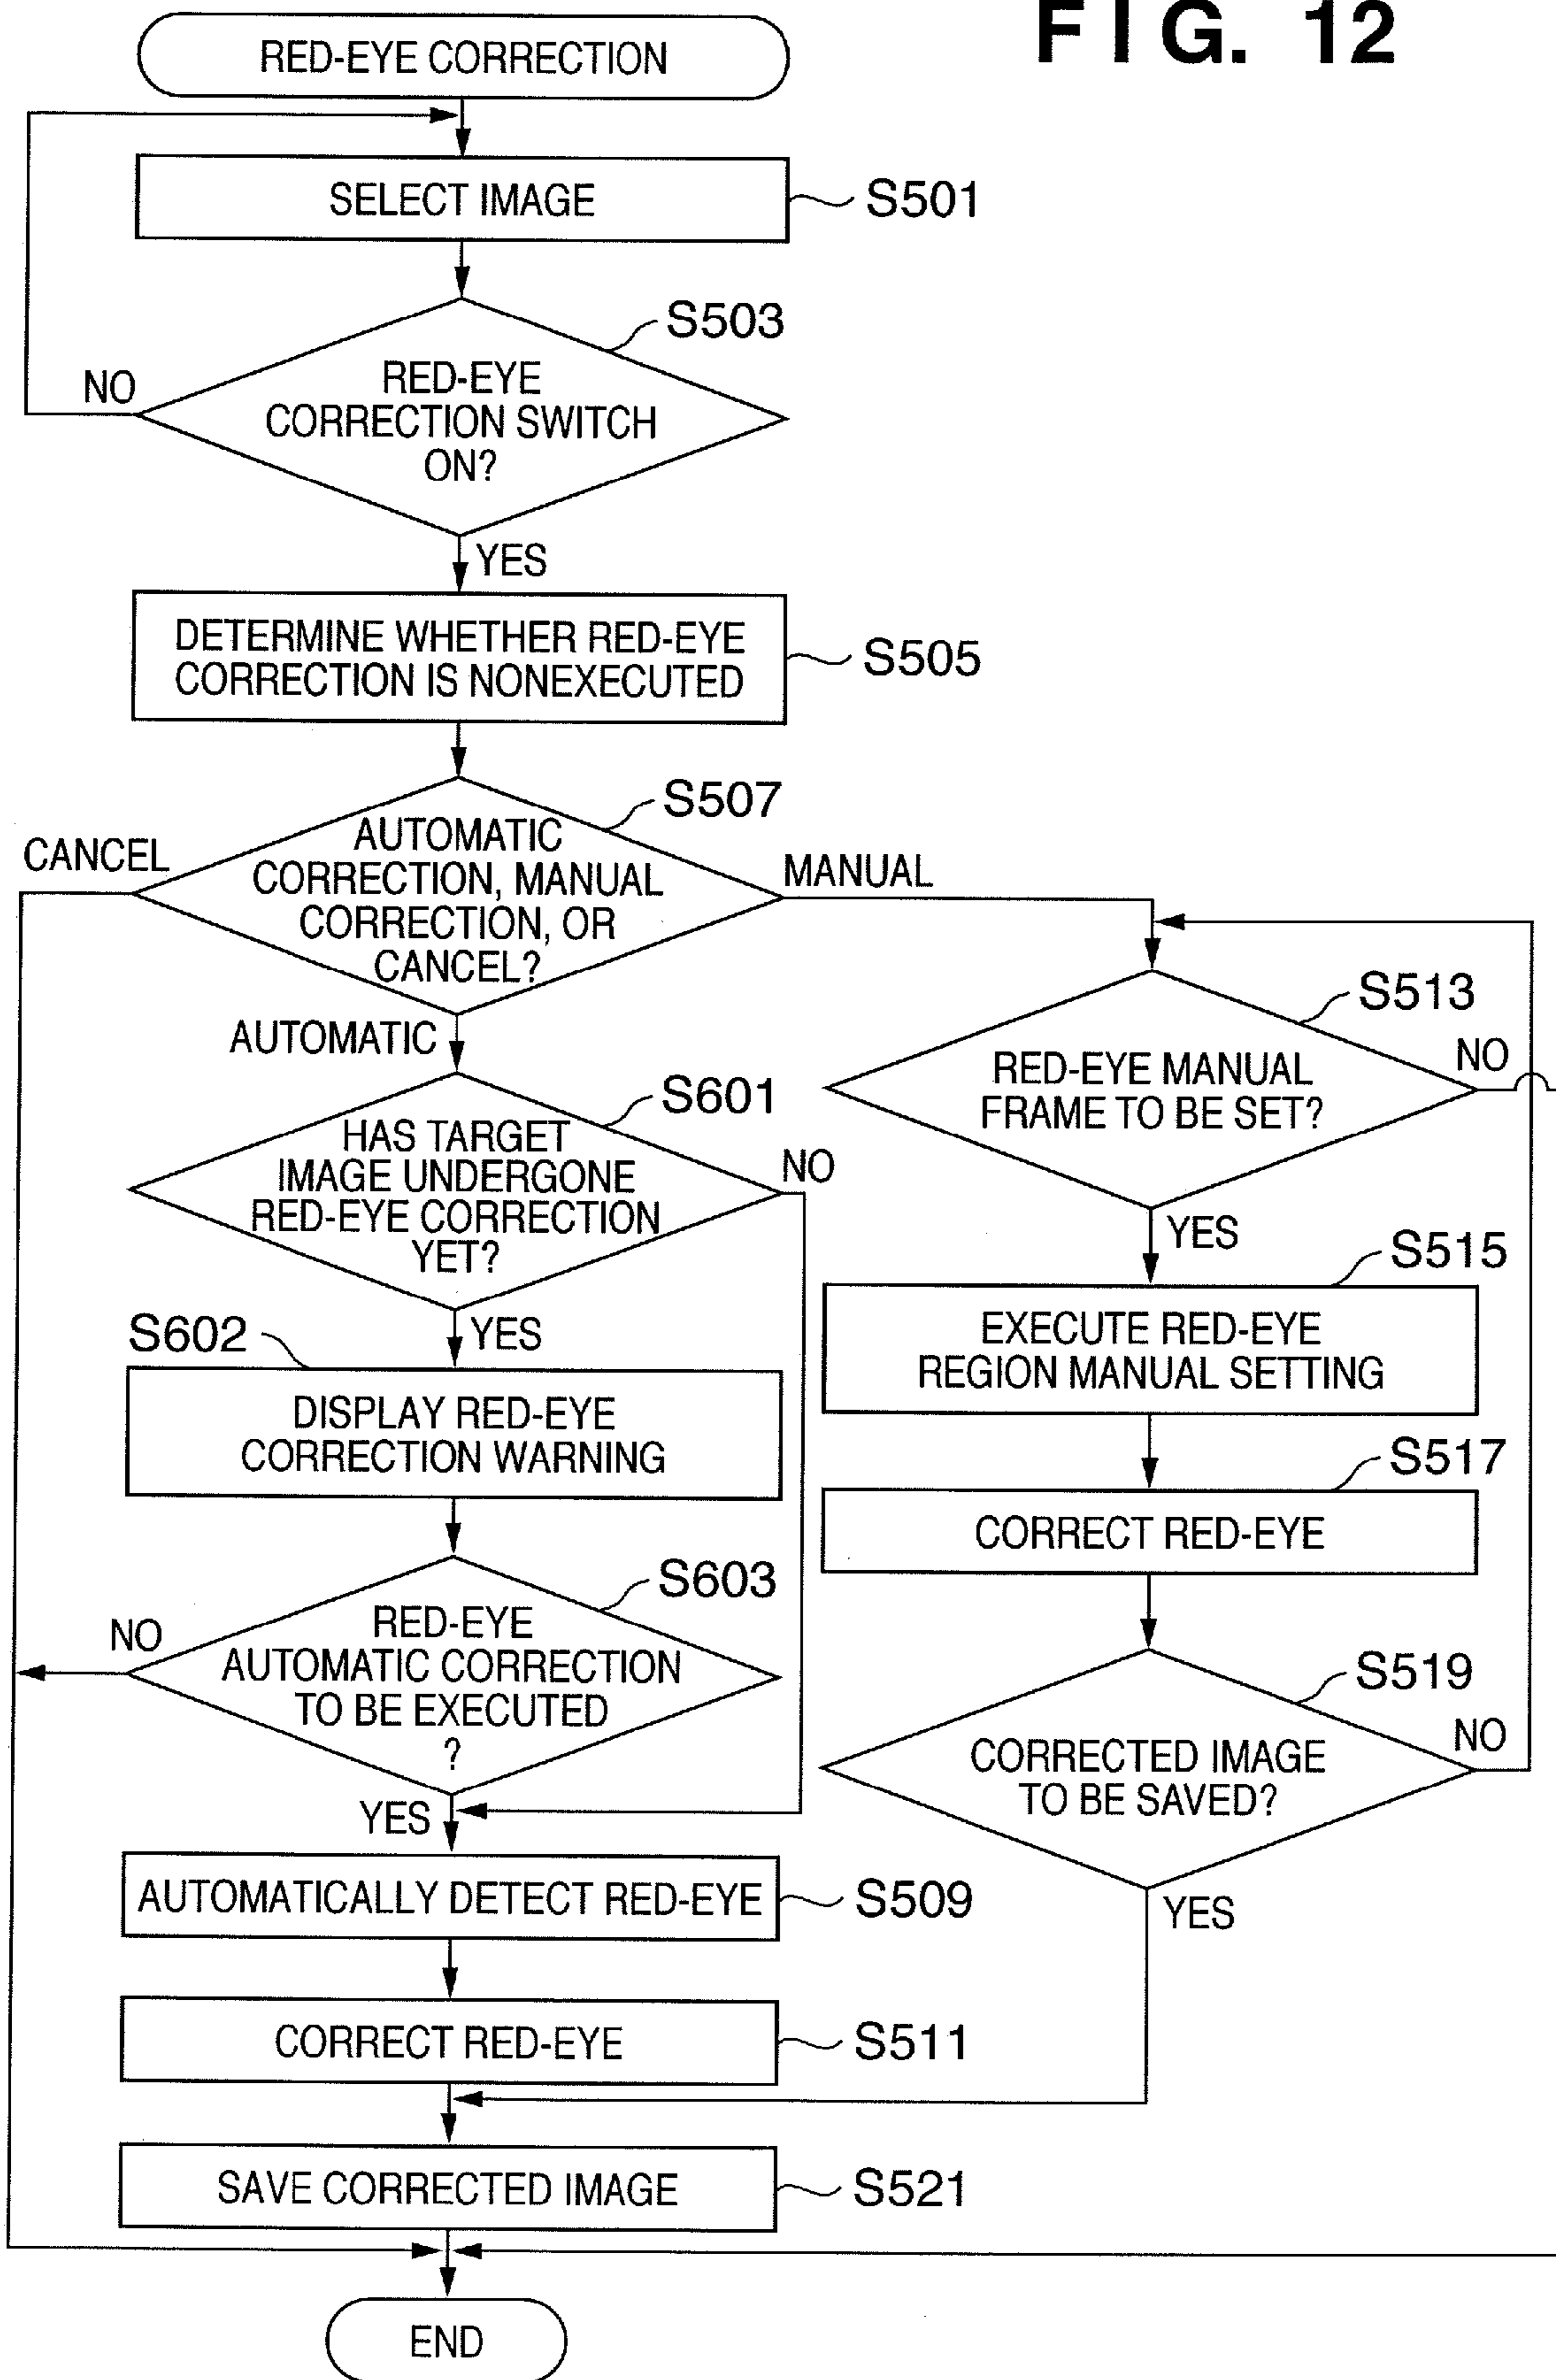 FIG. 12
RED-EYE CORRECTION
SELECT IMAGE
S501
S503
RED-EYE
CORRECTION SWITCH
ON?
NO
YES
DETERMINE WHETHER RED-EYE
CORRECTION IS NONEXECUTED
S505
S507
AUTOMATIC
CORRECTION, MANUAL
CORRECTION, OR
CANCEL?
CANCEL
MANUAL
AUTOMATIC
S601
HAS TARGET
IMAGE UNDERGONE
RED-EYE CORRECTION
YET?
NO
YES
S602
DISPLAY RED-EYE
CORRECTION WARNING
S603
RED-EYE
AUTOMATIC CORRECTION
TO BE EXECUTED
?
NO
YES
AUTOMATICALLY DETECT RED-EYE
S509
CORRECT RED-EYE
S511
S513
RED-EYE MANUAL
FRAME TO BE SET?
NO
YES
S515
EXECUTE RED-EYE
REGION MANUAL SETTING
S517
CORRECT RED-EYE
S519
CORRECTED IMAGE
TO BE SAVED?
NO
YES
SAVE CORRECTED IMAGE
S521
END